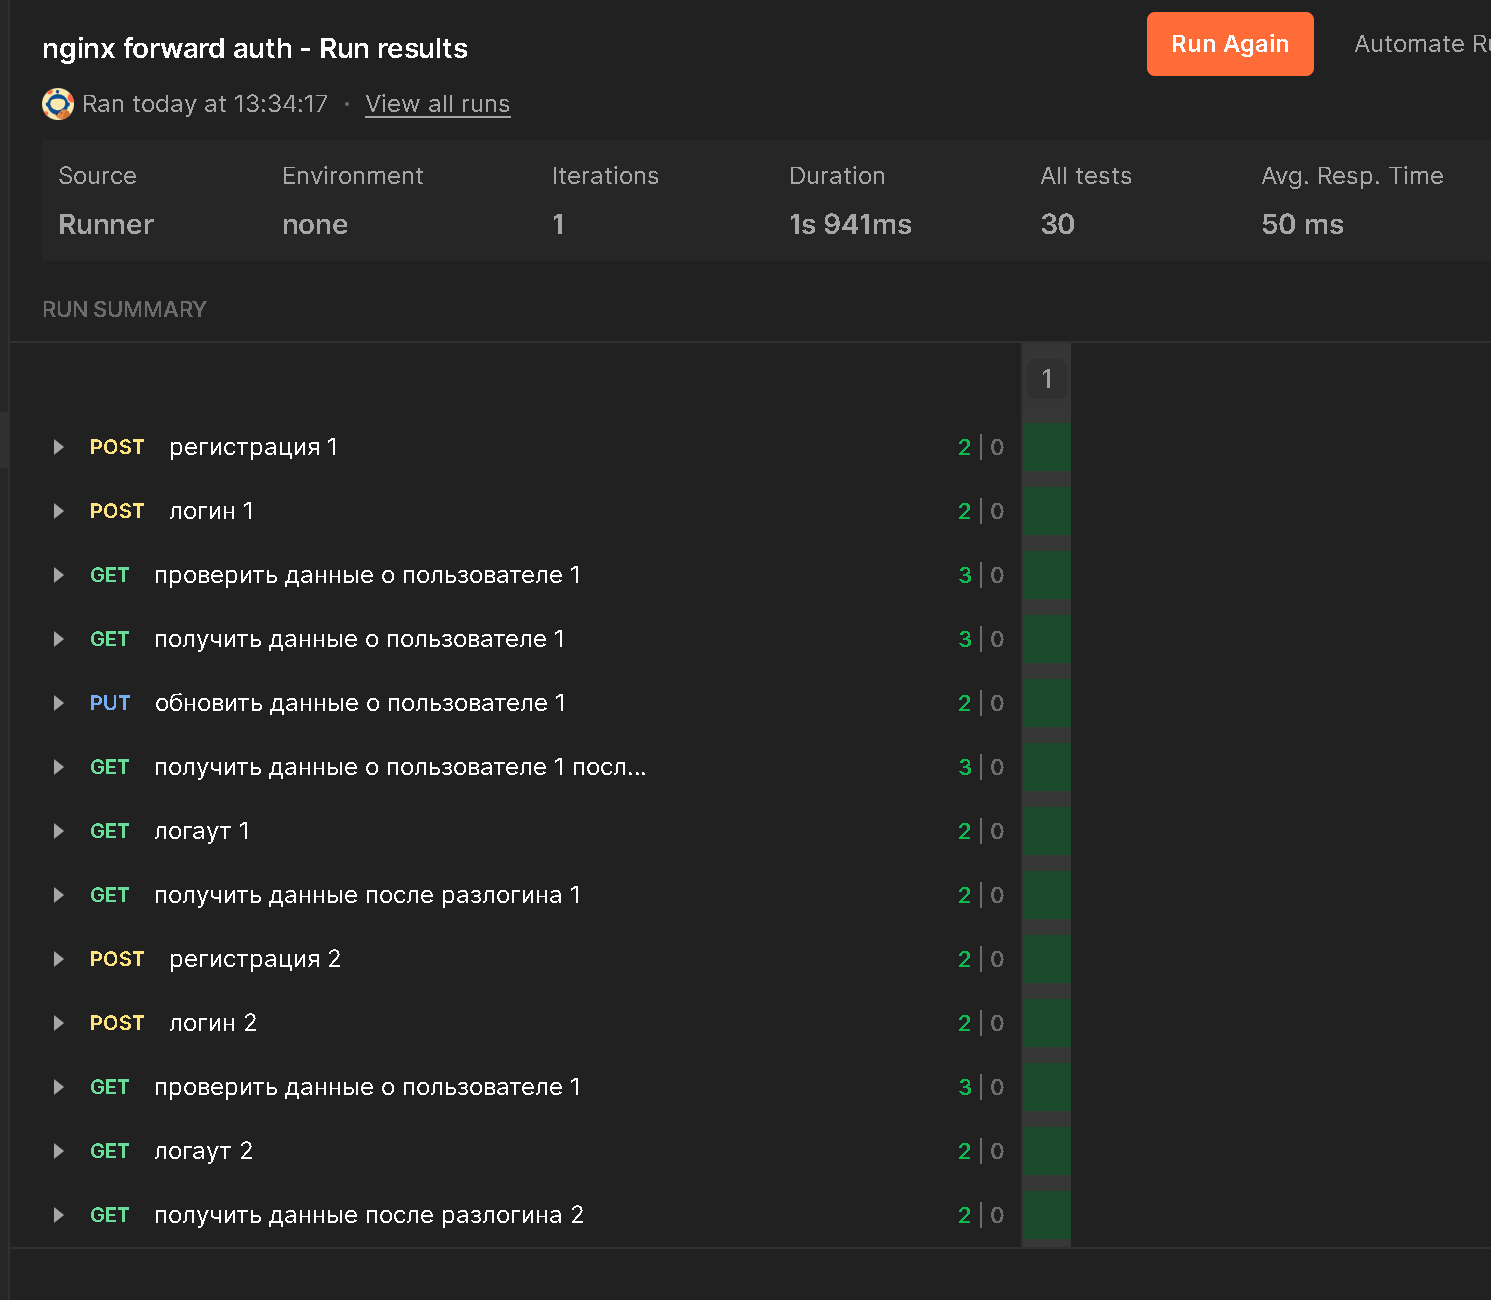 nginx forward auth - Run results
Run Again
Automate Ru
Ran today at 13:34:17 · View all runs
Source Environment Iterations Duration All tests Avg. Resp. Time
Runner none 1 1s 941ms 30 50 ms
RUN SUMMARY
1
POST регистрация 1 2 | 0
POST логин 1 2 | 0
GET проверить данные о пользователе 1 3 | 0
GET получить данные о пользователе 1 3 | 0
PUT обновить данные о пользователе 1 2 | 0
GET получить данные о пользователе 1 посл... 3 | 0
GET логаут 1 2 | 0
GET получить данные после разлогина 1 2 | 0
POST регистрация 2 2 | 0
POST логин 2 2 | 0
GET проверить данные о пользователе 1 3 | 0
GET логаут 2 2 | 0
GET получить данные после разлогина 2 2 | 0